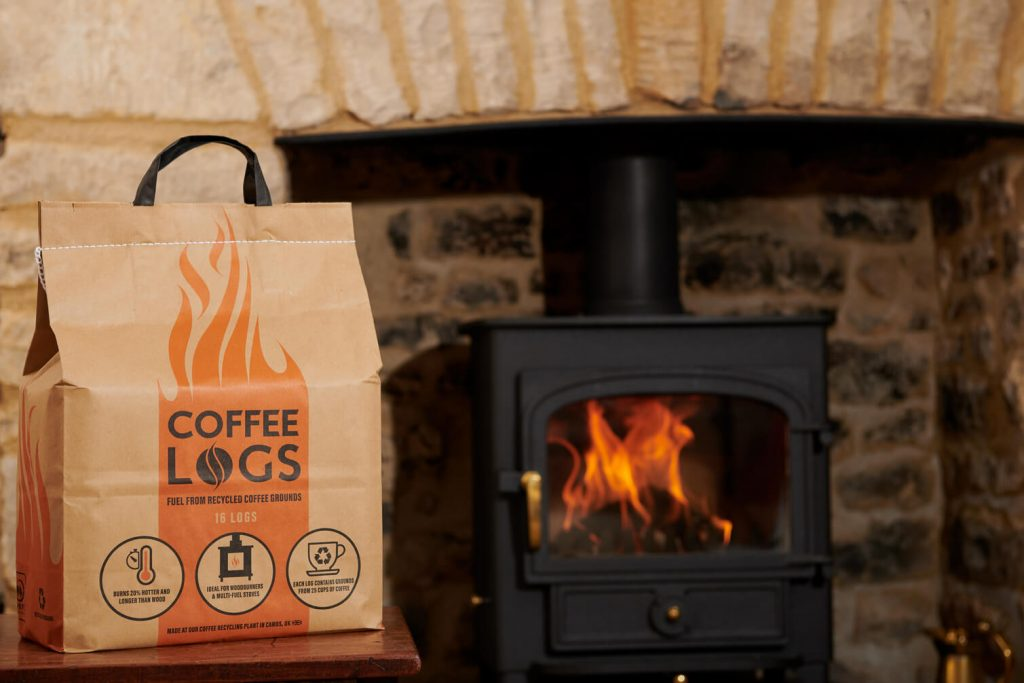 COFFEE
LOGS
FUEL FROM RECYCLED COFFEE GROUNDS
16 LOGS
BURNS 20% HOTTER AND
LONGER THAN WOOD
IDEAL FOR WOODBURNERS
& MULTI-FUEL STOVES
EACH LOG CONTAINS GROUNDS
FROM 25 CUPS OF COFFEE
MADE AT OUR COFFEE RECYCLING PLANT IN CAMBS, UK